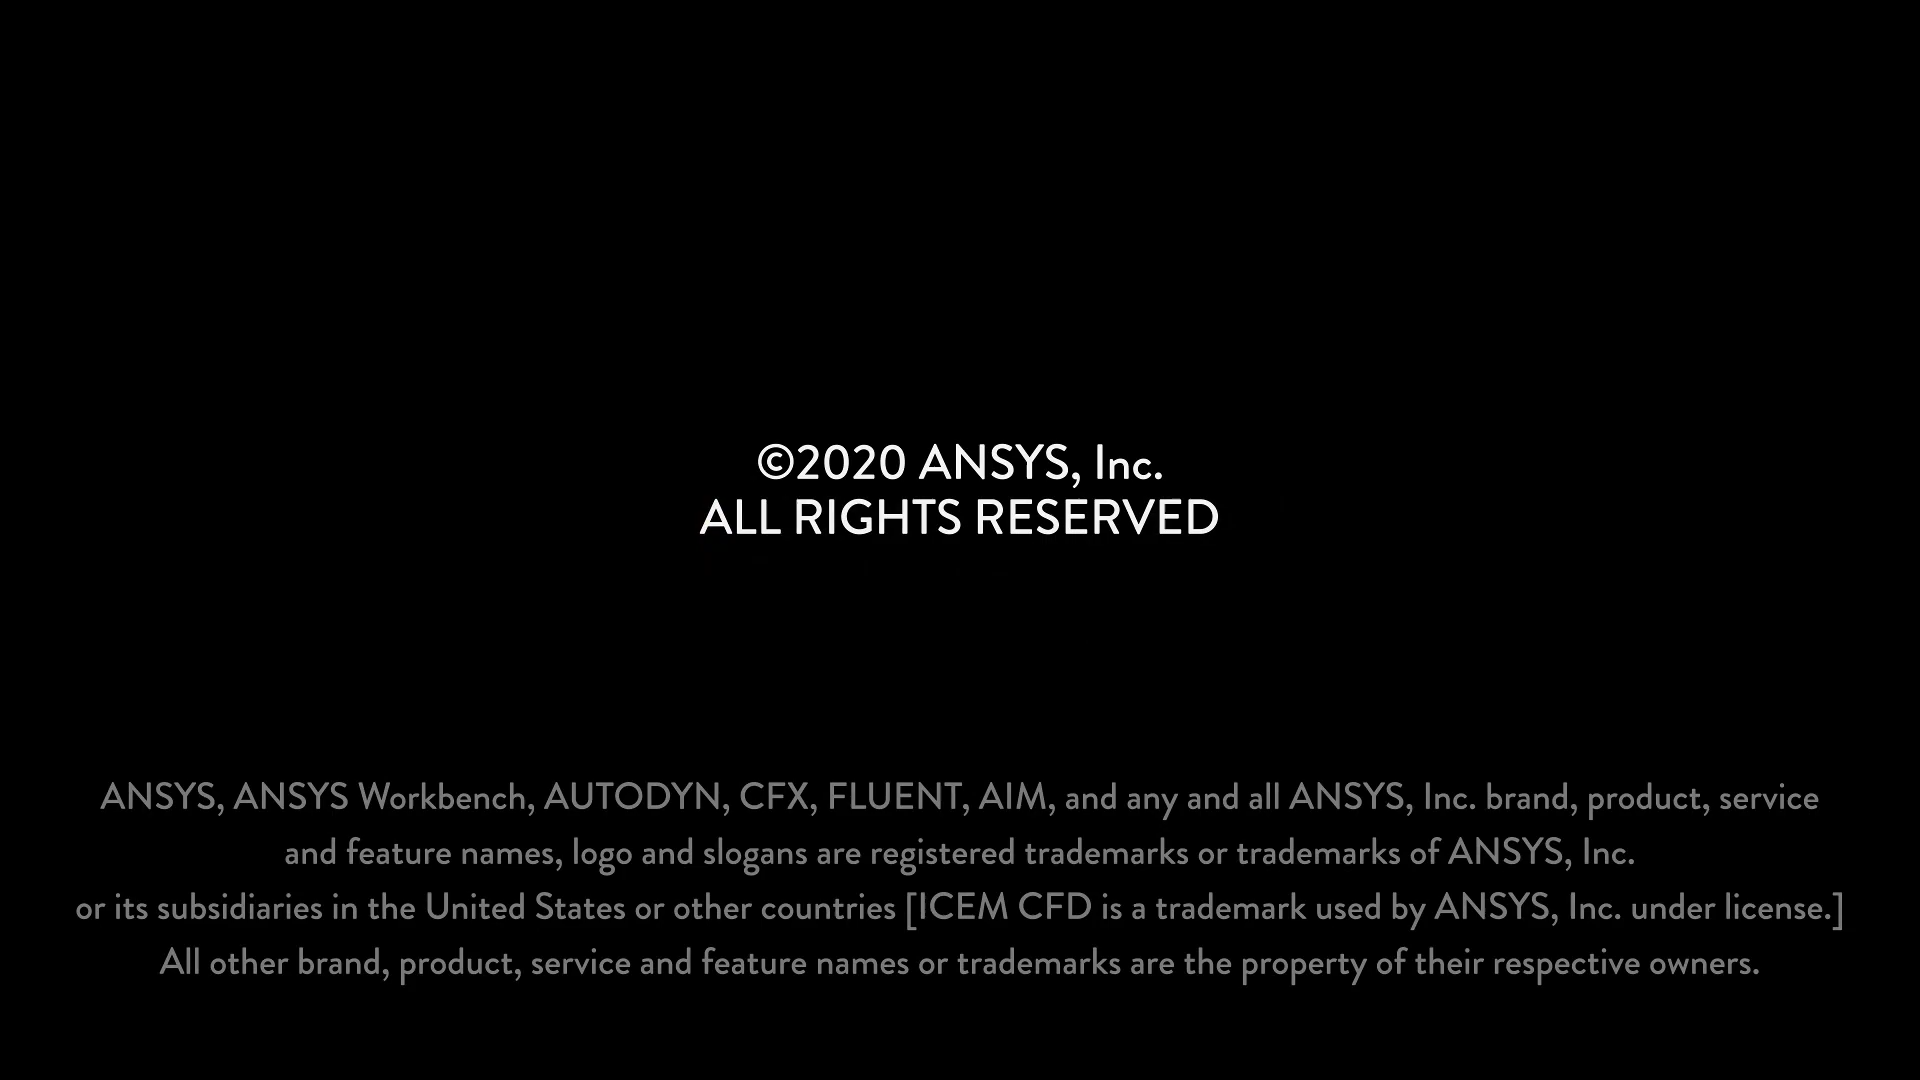 ©2020 ANSYS, Inc.
ALL RIGHTS RESERVED
ANSYS, ANSYS Workbench, AUTODYN, CFX, FLUENT, AIM, and any and all ANSYS, Inc. brand, product, service
and feature names, logo and slogans are registered trademarks or trademarks of ANSYS, Inc.
or its subsidiaries in the United States or other countries [ICEM CFD is a trademark used by ANSYS, Inc. under license.]
All other brand, product, service and feature names or trademarks are the property of their respective owners.